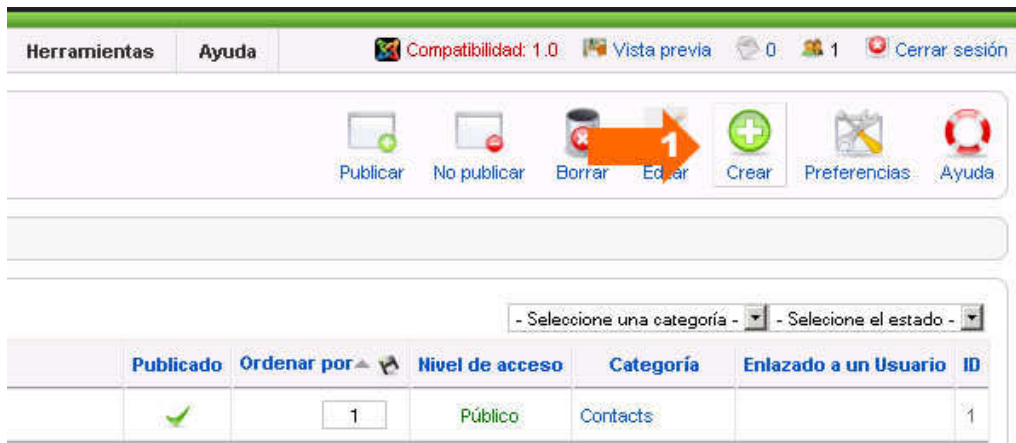 Herramientas Ayuda Compatibilidad: 1.0 Vista previa 0 1 Cerrar sesión
1
Publicar No publicar Borrar Editar Crear Preferencias Ayuda
- Seleccione una categoría - - Selecione el estado -
Publicado Ordenar por Nivel de acceso Categoría Enlazado a un Usuario ID
1 Público Contacts 1